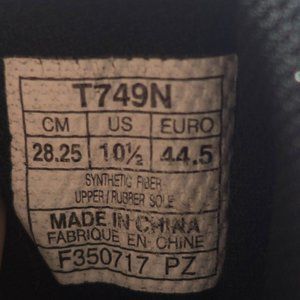 T749N
CM US EURO
28.25 10½ 44.5
SYNTHETIC FIBER
UPPER/RUBBER SOLE
MADE IN CHINA
FABRIQUE EN CHINE
F350717 PZ